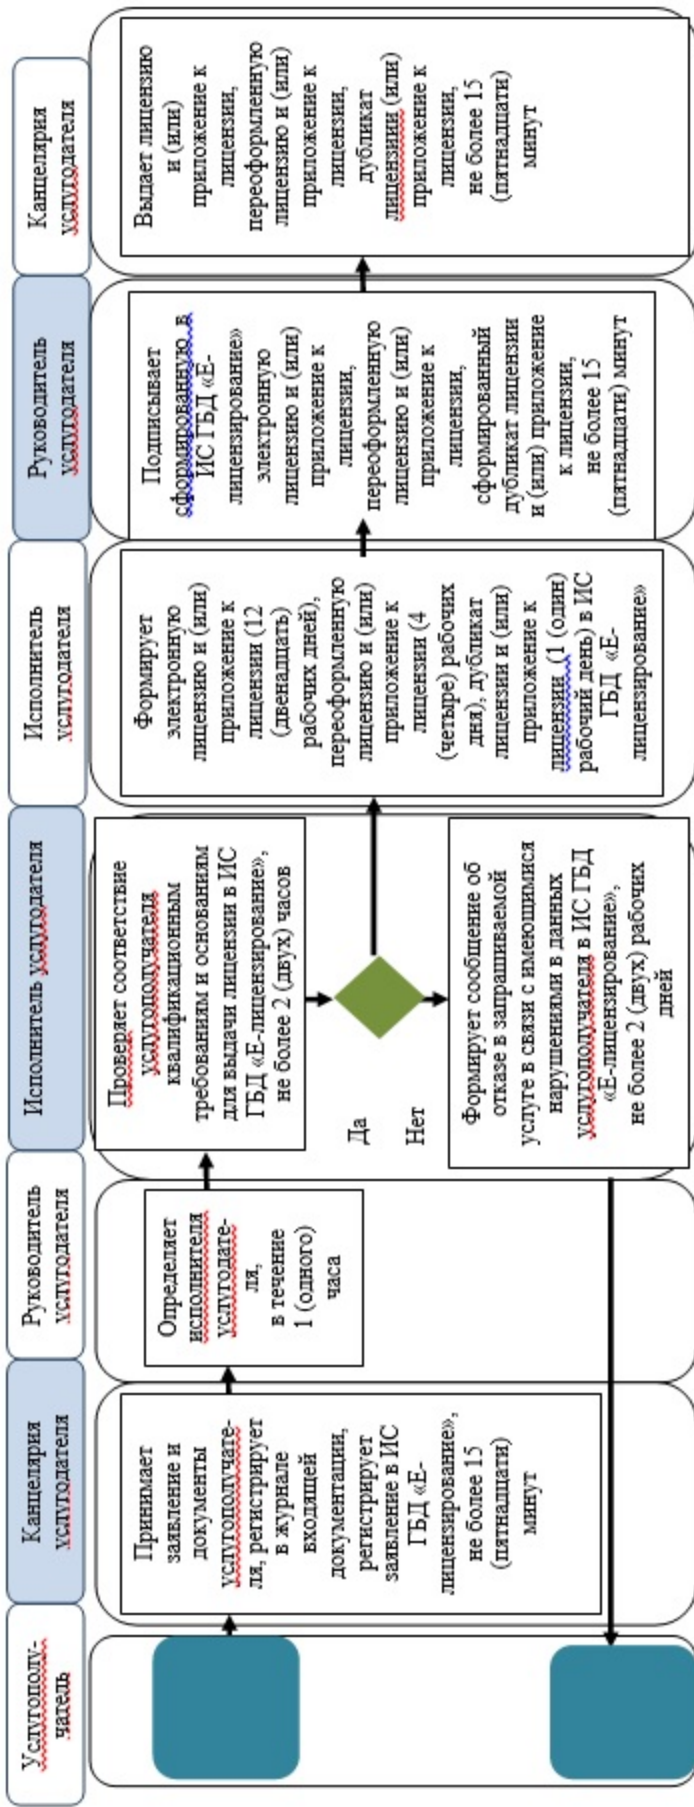 Услугополу-
чатель
Канцелярия
услугодателя
Руководитель
услугодателя
Исполнитель услугодателя
Исполнитель
услугодателя
Руководитель
услугодателя
Канцелярия
услугодателя
Принимает
заявление и
документы
услугополучате-
ля, регистрирует
в журнале
входящей
документации,
регистрирует
заявление в ИС
ГБД «Е-
лицензирование»,
не более 15
(пятнадцати)
минут
Определяет
исполнителя
услугодате-
ля,
в течение
1 (одного)
часа
Проверяет соответствие
услугополучателя
квалификационным
требованиям и основаниям
для выдачи лицензии в ИС
ГБД «Е-лицензирование»,
не более 2 (двух) часов
Да
Нет
Формирует сообщение об
отказе в запрашиваемой
услуге в связи с имеющимися
нарушениями в данных
услугополучателя в ИС ГБД
«Е-лицензирование»,
не более 2 (двух) рабочих
дней
Формирует
электронную
лицензию и (или)
приложение к
лицензии (12
(двенадцать)
рабочих дней),
переоформленную
лицензию и (или)
приложение к
лицензии (4
(четыре) рабочих
дня), дубликат
лицензии и (или)
приложение к
лицензии (1 (один)
рабочий день) в ИС
ГБД «Е-
лицензирование»
Подписывает
сформированную в
ИС ГБД «Е-
лицензирование»
электронную
лицензию и (или)
приложение к
лицензии,
переоформленную
лицензию и (или)
приложение к
лицензии,
сформированный
дубликат лицензии
и (или) приложение
к лицензии,
не более 15
(пятнадцати) минут
Выдает лицензию
и (или)
приложение к
лицензии,
переоформленную
лицензию и (или)
приложение к
лицензии,
дубликат
лицензиии (или)
приложение к
лицензии,
не более 15
(пятнадцати)
минут